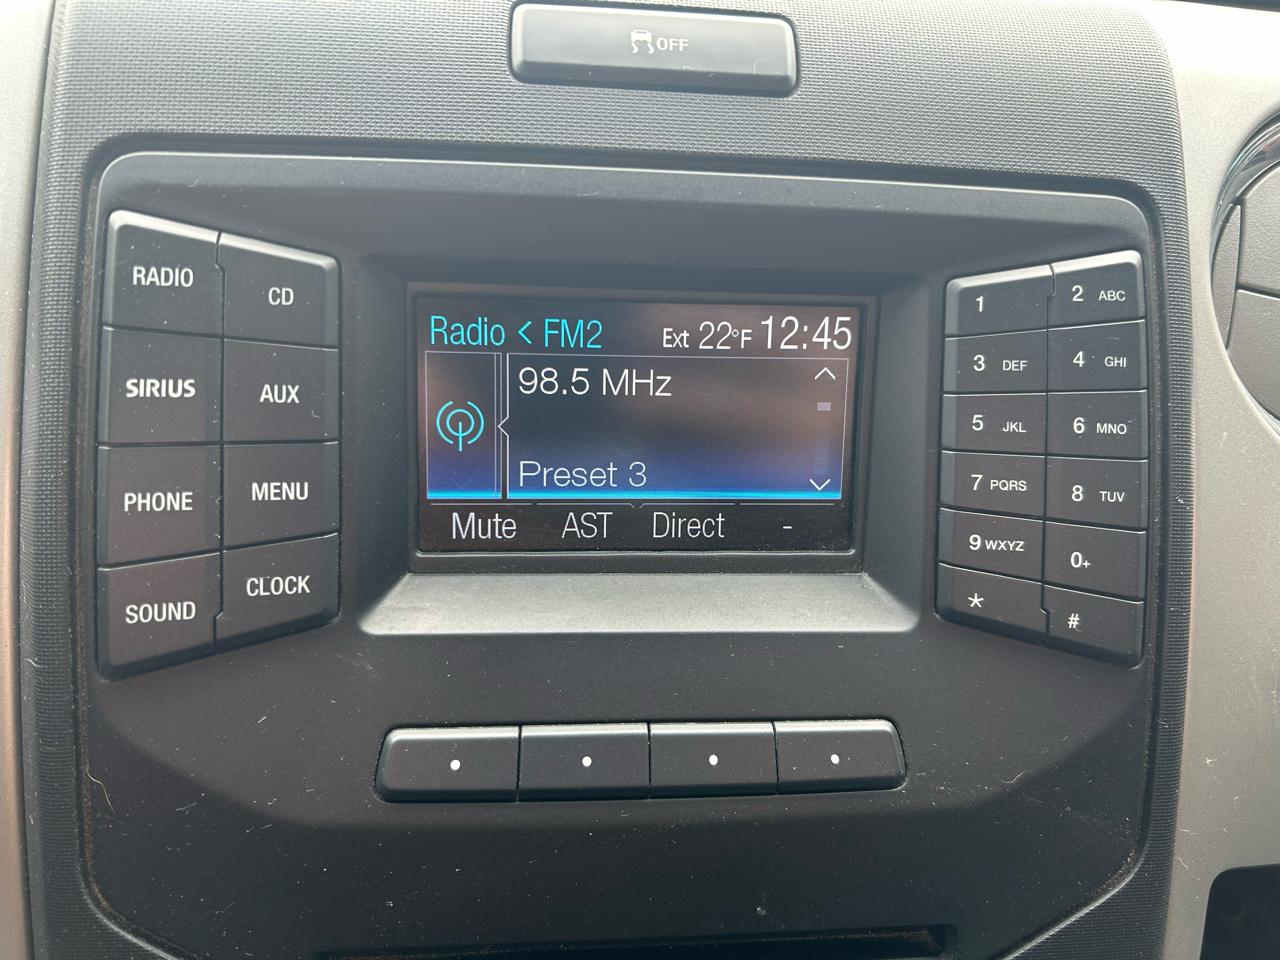 OFF
RADIO
CD
SIRIUS
AUX
PHONE
MENU
SOUND
CLOCK
Radio < FM2 Ext 22°F 12:45
98.5 MHz
Preset 3
Mute AST Direct -
1
2 ABC
3 DEF
4 GHI
5 JKL
6 MNO
7 PQRS
8 TUV
9 WXYZ
0+
*
#